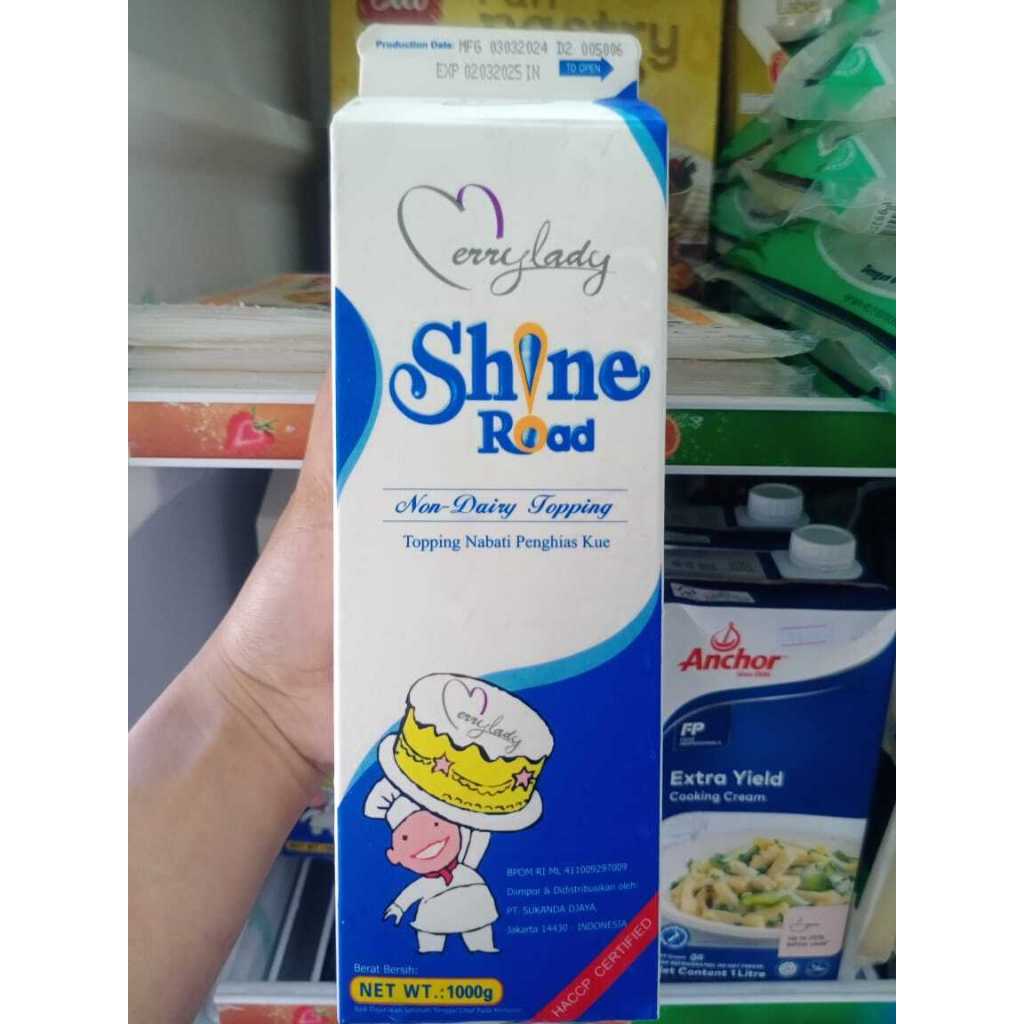 Production Date: MFG 03032024 D2 005006
EXP 02032025 IN
TO OPEN
Merrylady
Shine
Road
Non-Dairy Topping
Topping Nabati Penghias Kue
Merrylady
BPOM RI ML 411009297009
Diimpor & Didistribusikan oleh:
PT. SUKANDA DJAYA,
Jakarta 14430 - INDONESIA
HACCP CERTIFIED
Berat Bersih:
NET WT.:1000g
pastry
Anchor
FP
Extra Yield
Cooking Cream
Net Content 1 Litre